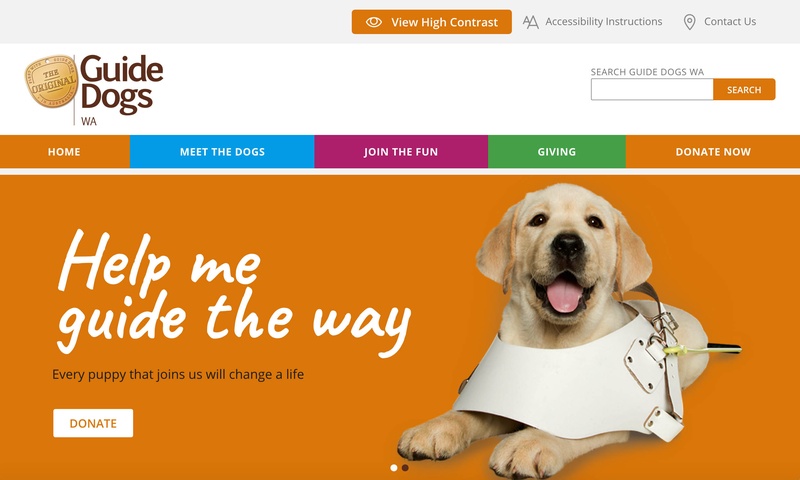 View High Contrast
Accessibility Instructions
Contact Us
THE
ORIGINAL
Guide
Dogs
WA
SEARCH GUIDE DOGS WA
SEARCH
HOME
MEET THE DOGS
JOIN THE FUN
GIVING
DONATE NOW
Help me
guide the way
Every puppy that joins us will change a life
DONATE